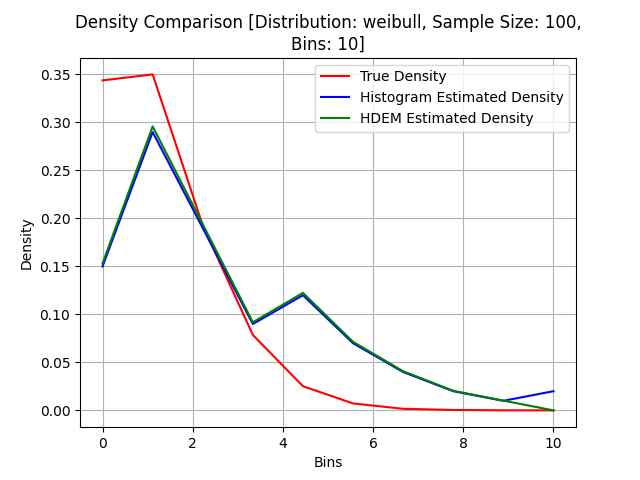 Density Comparison [Distribution: weibull, Sample Size: 100,
Bins: 10]
True Density
Histogram Estimated Density
HDEM Estimated Density
Density
0.35
0.30
0.25
0.20
0.15
0.10
0.05
0.00
0 2 4 6 8 10
Bins